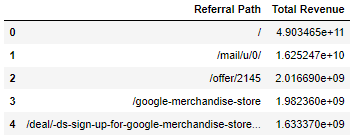 Referral Path Total Revenue
0 / 4.903465e+11
1 /mail/u/0/ 1.625247e+10
2 /offer/2145 2.016690e+09
3 /google-merchandise-store 1.982360e+09
4 /deal/-ds-sign-up-for-google-merchandise-store... 1.633370e+09